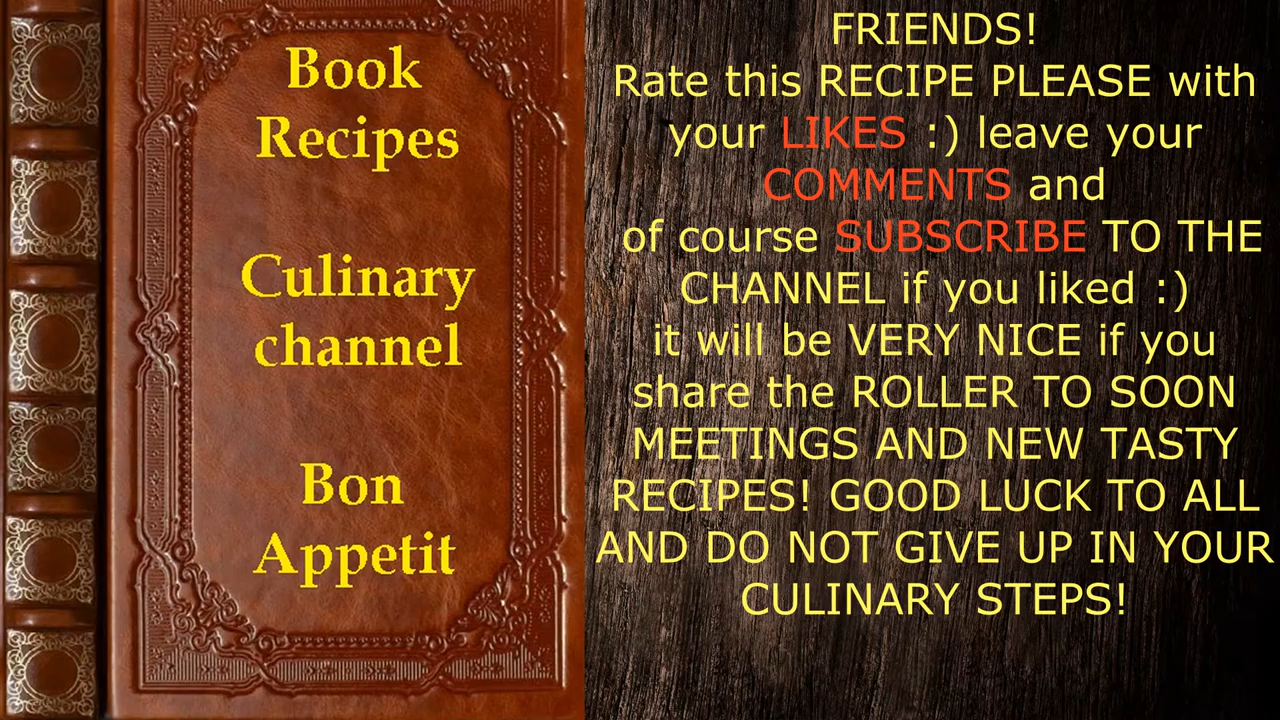 Book
Recipes
Culinary
channel
Bon
Appetit
FRIENDS!
Rate this RECIPE PLEASE with
your LIKES :) leave your
COMMENTS and
of course SUBSCRIBE TO THE
CHANNEL if you liked :)
it will be VERY NICE if you
share the ROLLER TO SOON
MEETINGS AND NEW TASTY
RECIPES! GOOD LUCK TO ALL
AND DO NOT GIVE UP IN YOUR
CULINARY STEPS!